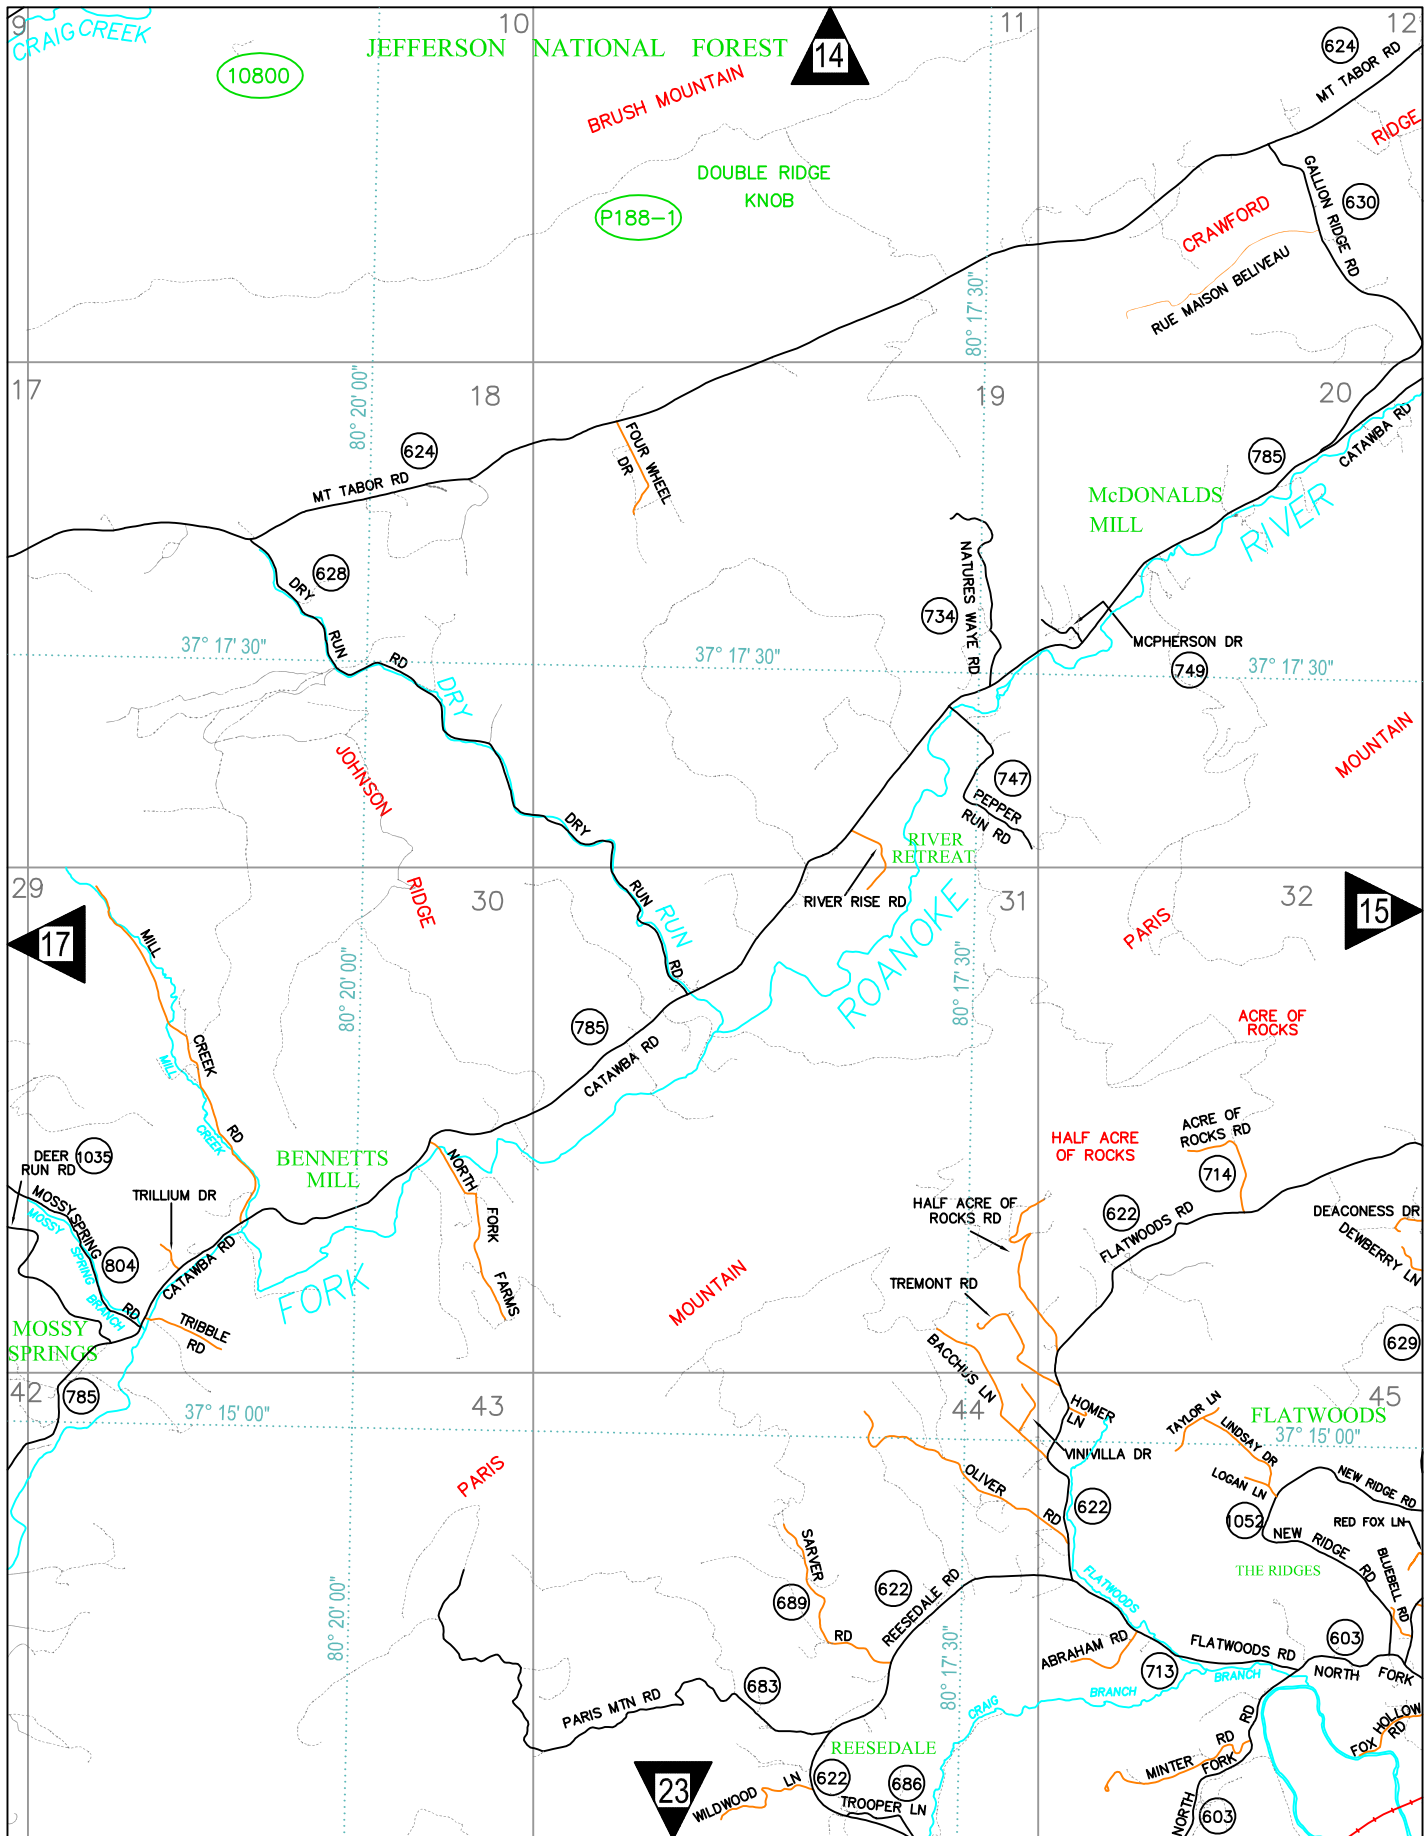 9
10
11
12
CRAIG CREEK
JEFFERSON NATIONAL FOREST
14
10800
BRUSH MOUNTAIN
624
MT TABOR RD
RIDGE
DOUBLE RIDGE
KNOB
P188-1
GALLION RIDGE RD
630
CRAWFORD
RUE MAISON BELIVEAU
80° 17' 30"
17
18
19
20
80° 20' 00"
624
MT TABOR RD
FOUR WHEEL
DR
785
CATAWBA RD
McDONALDS
MILL
RIVER
628
DRY
RUN
RD
734
NATURES WAYE RD
MCPHERSON DR
749
37° 17' 30"
37° 17' 30"
37° 17' 30"
DRY
MOUNTAIN
JOHNSON
747
PEPPER
RUN RD
DRY
RIVER
RETREAT
29
30
31
32
RIDGE
RUN
RUN
RD
RIVER RISE RD
15
17
MILL
PARIS
ROANOKE
80° 20' 00"
80° 17' 30"
785
CATAWBA RD
ACRE OF
ROCKS
CREEK
MILL
RD
CREEK
ACRE OF
ROCKS RD
HALF ACRE
OF ROCKS
714
DEER
RUN RD
1035
BENNETTS
MILL
NORTH
FORK
FARMS
TRILLIUM DR
MOSSY SPRING
MOSSY
SPRING
BRANCH
804
RD
CATAWBA RD
HALF ACRE OF
ROCKS RD
622
FLATWOODS RD
DEACONESS DR
DEWBERRY LN
FORK
TREMONT RD
MOUNTAIN
MOSSY
SPRINGS
TRIBBLE
RD
BACCHUS LN
629
42
43
44
45
785
37° 15' 00"
HOMER
LN
TAYLOR LN
FLATWOODS
37° 15' 00"
LINDSAY DR
VINIVILLA DR
PARIS
OLIVER
RD
LOGAN LN
NEW RIDGE RD
622
1052
RED FOX LN
NEW RIDGE
RD
SARVER
RD
689
622
REESEDALE RD
THE RIDGES
BLUEBELL RD
FLATWOODS
80° 20' 00"
80° 17' 30"
ABRAHAM RD
713
FLATWOODS RD
603
NORTH FORK
BRANCH
683
PARIS MTN RD
CRAIG
BRANCH
RD
HOLLOW
FOX RD
REESEDALE
MINTER
RD
FORK
23
622
686
WILDWOOD
LN
TROOPER LN
NORTH
603